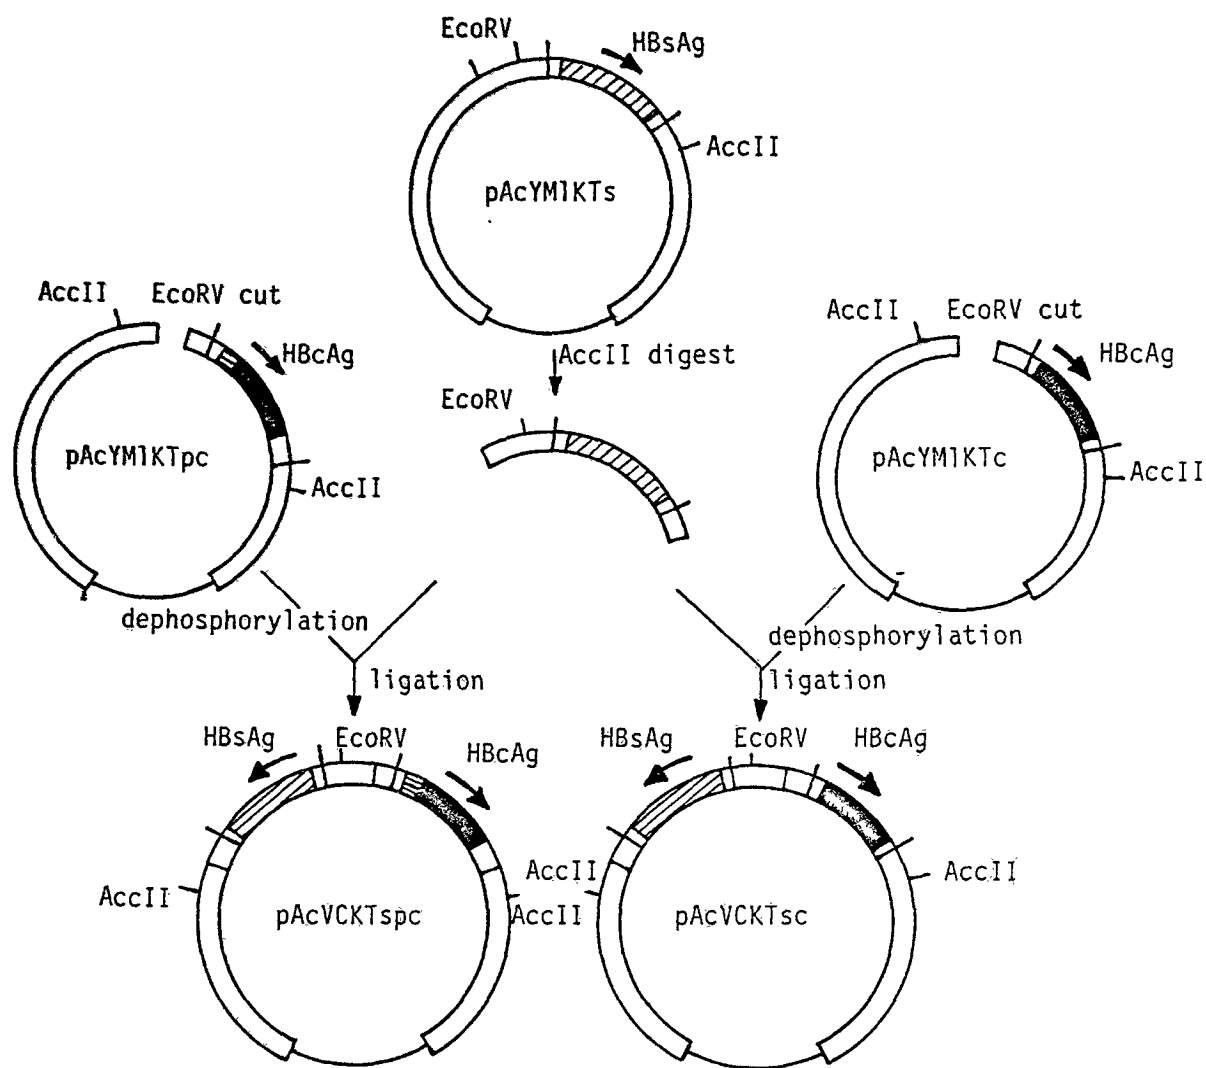 EcoRV
HBsAg
AccII
pAcYM1KTs
AccII digest
AccII
EcoRV cut
HBcAg
pAcYM1KTpc
AccII
EcoRV
AccII
EcoRV cut
HBcAg
pAcYM1KTc
AccII
dephosphorylation
ligation
dephosphorylation
ligation
HBsAg
EcoRV
HBcAg
AccII
AccII
pAcVCKTspc
HBsAg
EcoRV
HBcAg
AccII
AccII
pAcVCKTsc